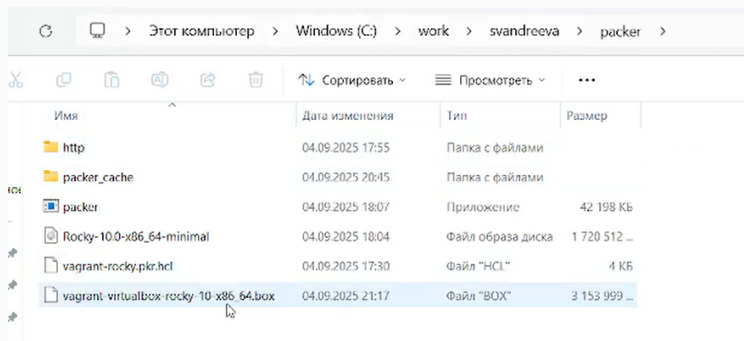 Этот компьютер > Windows (C:) > work > svandreeva > packer >
Сортировать Просмотреть ...
Имя Дата изменения Тип Размер
http 04.09.2025 17:55 Папка с файлами
packer_cache 04.09.2025 20:45 Папка с файлами
packer 04.09.2025 18:07 Приложение 42 198 КБ
Rocky-10.0-x86_64-minimal 04.09.2025 18:04 Файл образа диска 1 720 512 ...
vagrant-rocky.pkr.hcl 04.09.2025 17:30 Файл "HCL" 4 КБ
vagrant-virtualbox-rocky-10-x86_64.box 04.09.2025 21:17 Файл "BOX" 3 153 999 ...